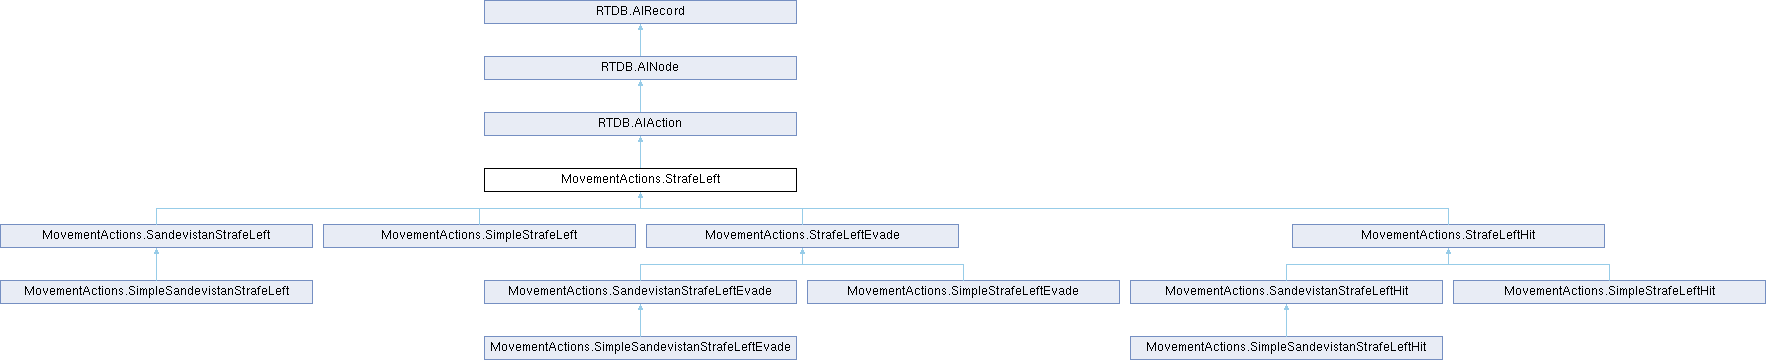 RTDB.AIRecord
RTDB.AINode
RTDB.AIAction
MovementActions.StrafeLeft
MovementActions.SandevistanStrafeLeft
MovementActions.SimpleStrafeLeft
MovementActions.StrafeLeftEvade
MovementActions.StrafeLeftHit
MovementActions.SimpleSandevistanStrafeLeft
MovementActions.SandevistanStrafeLeftEvade
MovementActions.SimpleStrafeLeftEvade
MovementActions.SandevistanStrafeLeftHit
MovementActions.SimpleStrafeLeftHit
MovementActions.SimpleSandevistanStrafeLeftEvade
MovementActions.SimpleSandevistanStrafeLeftHit